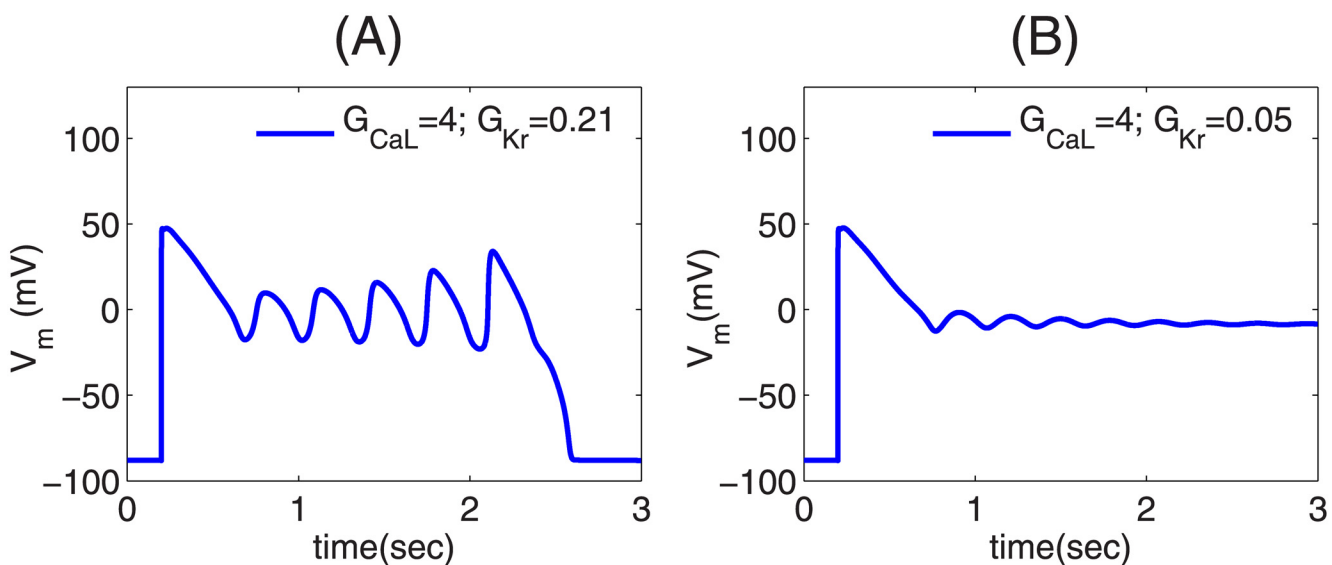 (A)
G_CaL=4; G_Kr=0.21
100
50
0
−50
−100
V_m (mV)
0 1 2 3
time(sec)
(B)
G_CaL=4; G_Kr=0.05
100
50
0
−50
−100
V_m (mV)
0 1 2 3
time(sec)